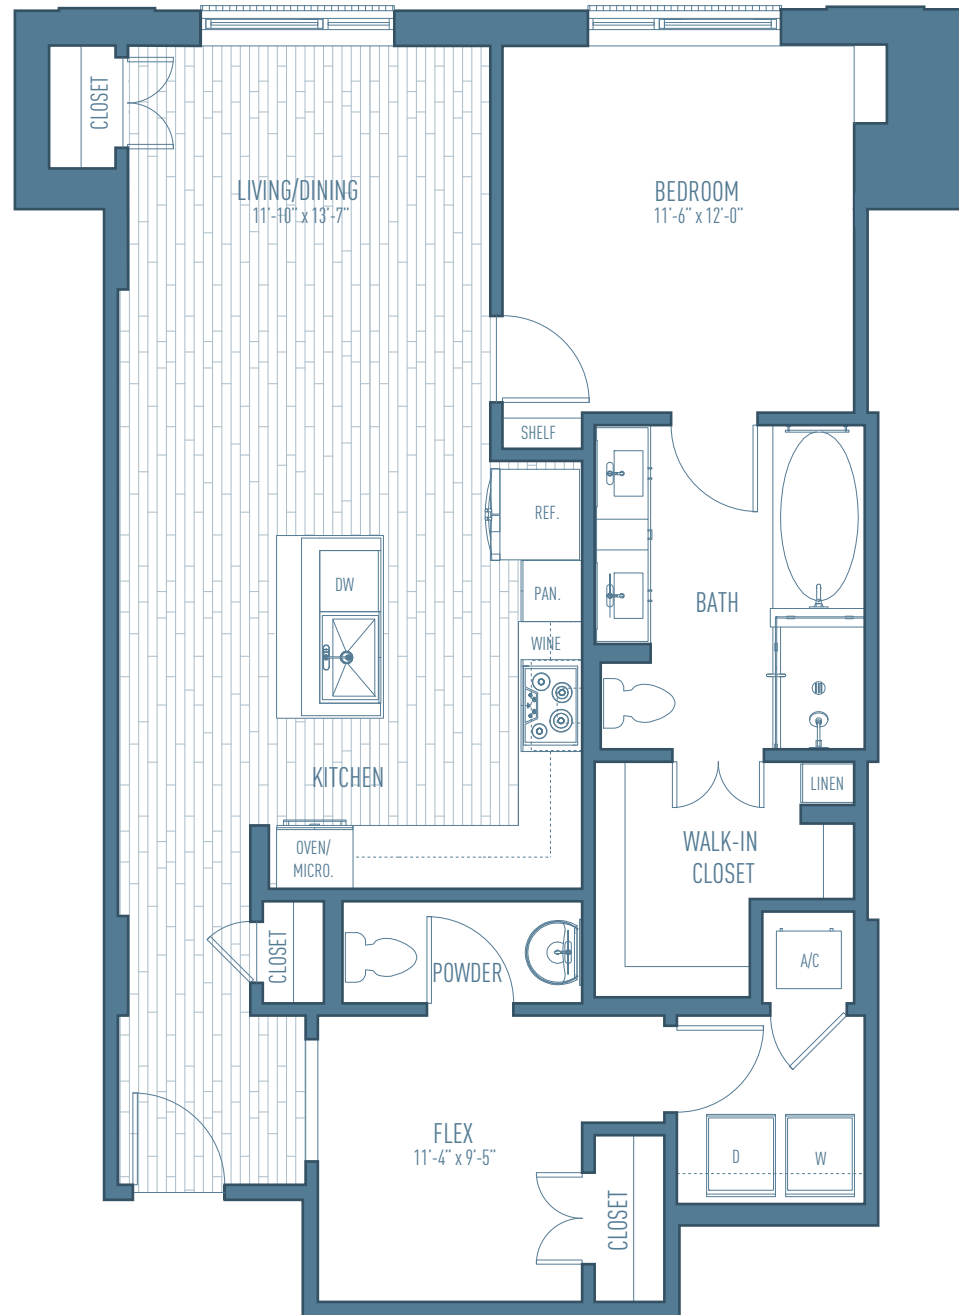 CLOSET
LIVING/DINING
11'-10" x 13'-7"
BEDROOM
11'-6" x 12'-0"
SHELF
REF.
DW
PAN.
BATH
WINE
KITCHEN
LINEN
OVEN/
MICRO.
WALK-IN
CLOSET
CLOSET
POWDER
A/C
FLEX
11'-4" x 9'-5"
D
W
CLOSET